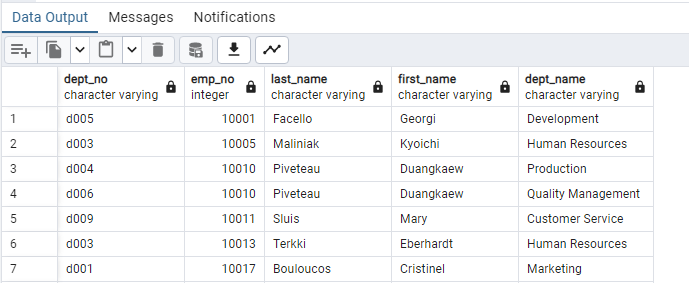 Data Output Messages Notifications
dept_no emp_no last_name first_name dept_name
character varying integer character varying character varying character varying
1 d005 10001 Facello Georgi Development
2 d003 10005 Maliniak Kyoichi Human Resources
3 d004 10010 Piveteau Duangkaew Production
4 d006 10010 Piveteau Duangkaew Quality Management
5 d009 10011 Sluis Mary Customer Service
6 d003 10013 Terkki Eberhardt Human Resources
7 d001 10017 Bouloucos Cristinel Marketing